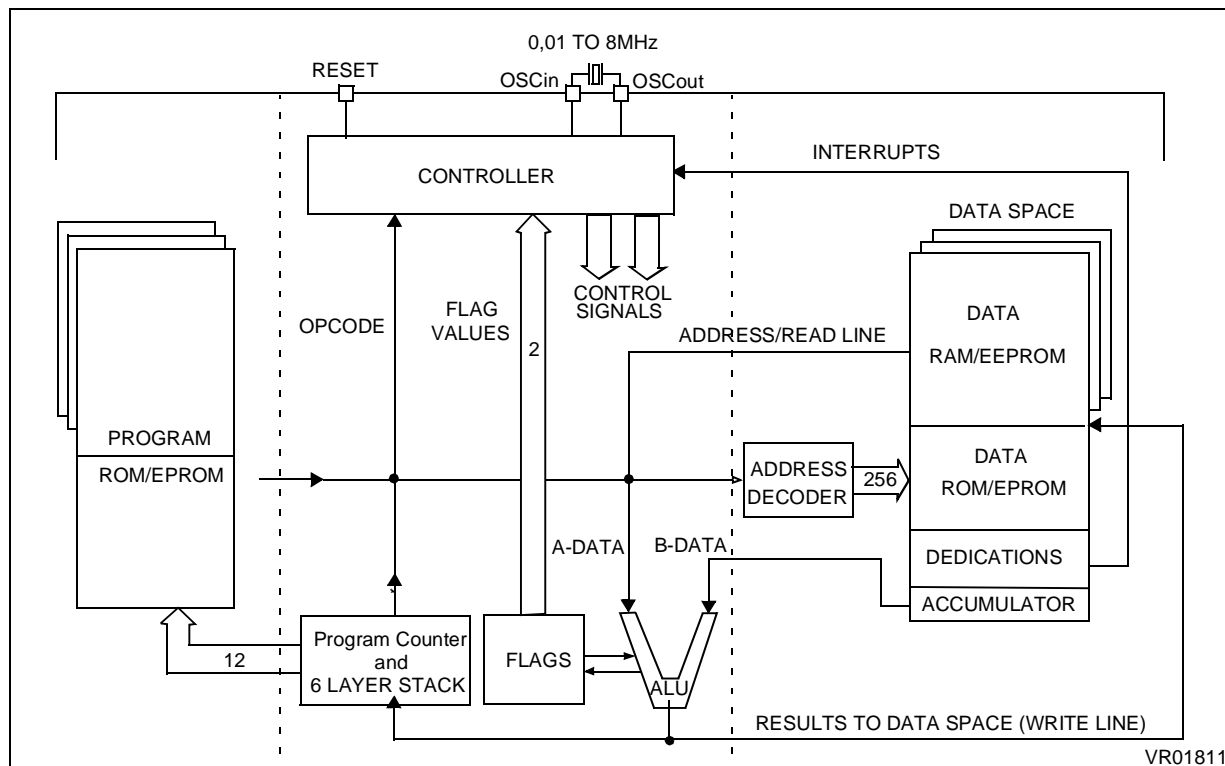 0,01 TO 8MHz
RESET
OSCin
OSCout
INTERRUPTS
CONTROLLER
DATA SPACE
CONTROL
SIGNALS
OPCODE
FLAG
VALUES
2
DATA
RAM/EEPROM
ADDRESS/READ LINE
PROGRAM
ROM/EPROM
ADDRESS
DECODER
256
DATA
ROM/EPROM
A-DATA
B-DATA
DEDICATIONS
ACCUMULATOR
12
Program Counter
and
6 LAYER STACK
FLAGS
ALU
RESULTS TO DATA SPACE (WRITE LINE)
VR01811